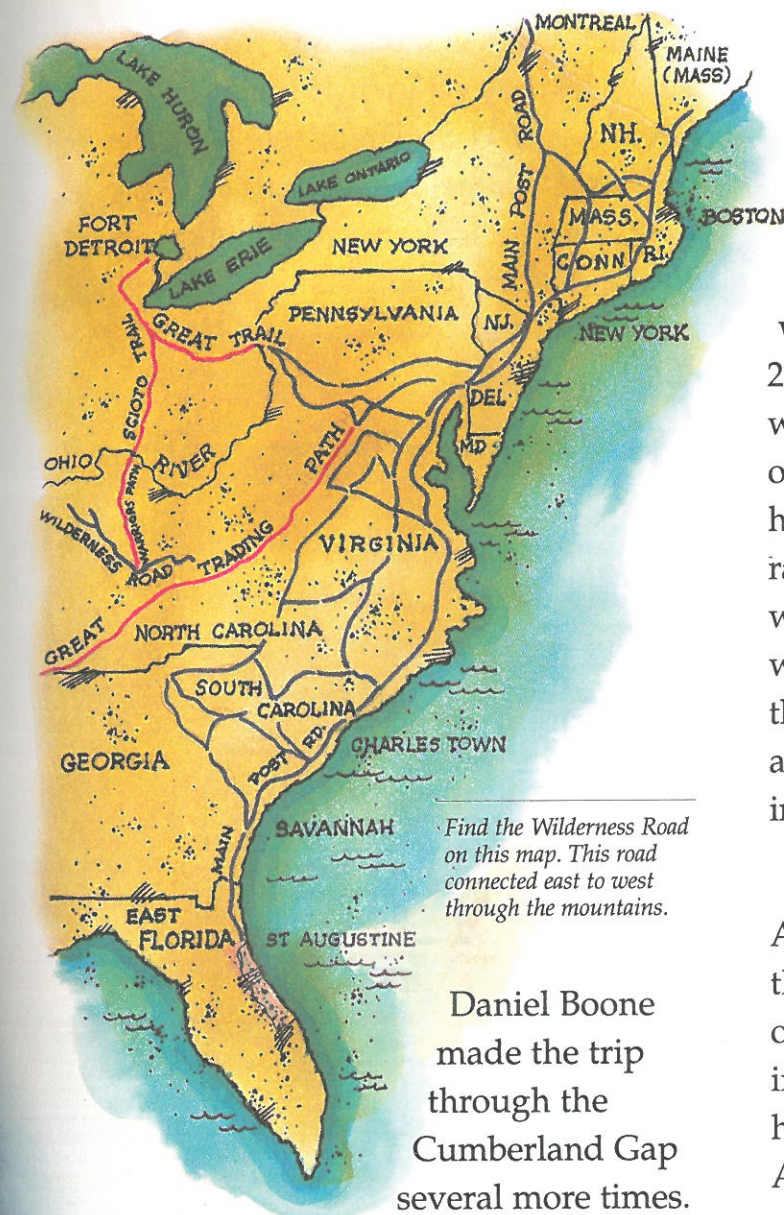 MONTREAL
MAINE
(MASS)
LAKE HURON
NH.
LAKE ONTARIO
MAIN POST ROAD
MASS.
BOSTON
FORT
DETROIT
NEW YORK
CONN.
R.I.
LAKE ERIE
PENNSYLVANIA
N.J.
NEW YORK
GREAT TRAIL
SCIOTO TRAIL
DEL
MD
OHIO RIVER
WARRIORS PATH
WILDERNESS ROAD
GREAT TRADING PATH
VIRGINIA
NORTH CAROLINA
SOUTH
CAROLINA
GEORGIA
MAIN POST RD.
CHARLES TOWN
SAVANNAH
EAST
FLORIDA
ST AUGUSTINE
Find the Wilderness Road
on this map. This road
connected east to west
through the mountains.
Daniel Boone
made the trip
through the
Cumberland Gap
several more times.